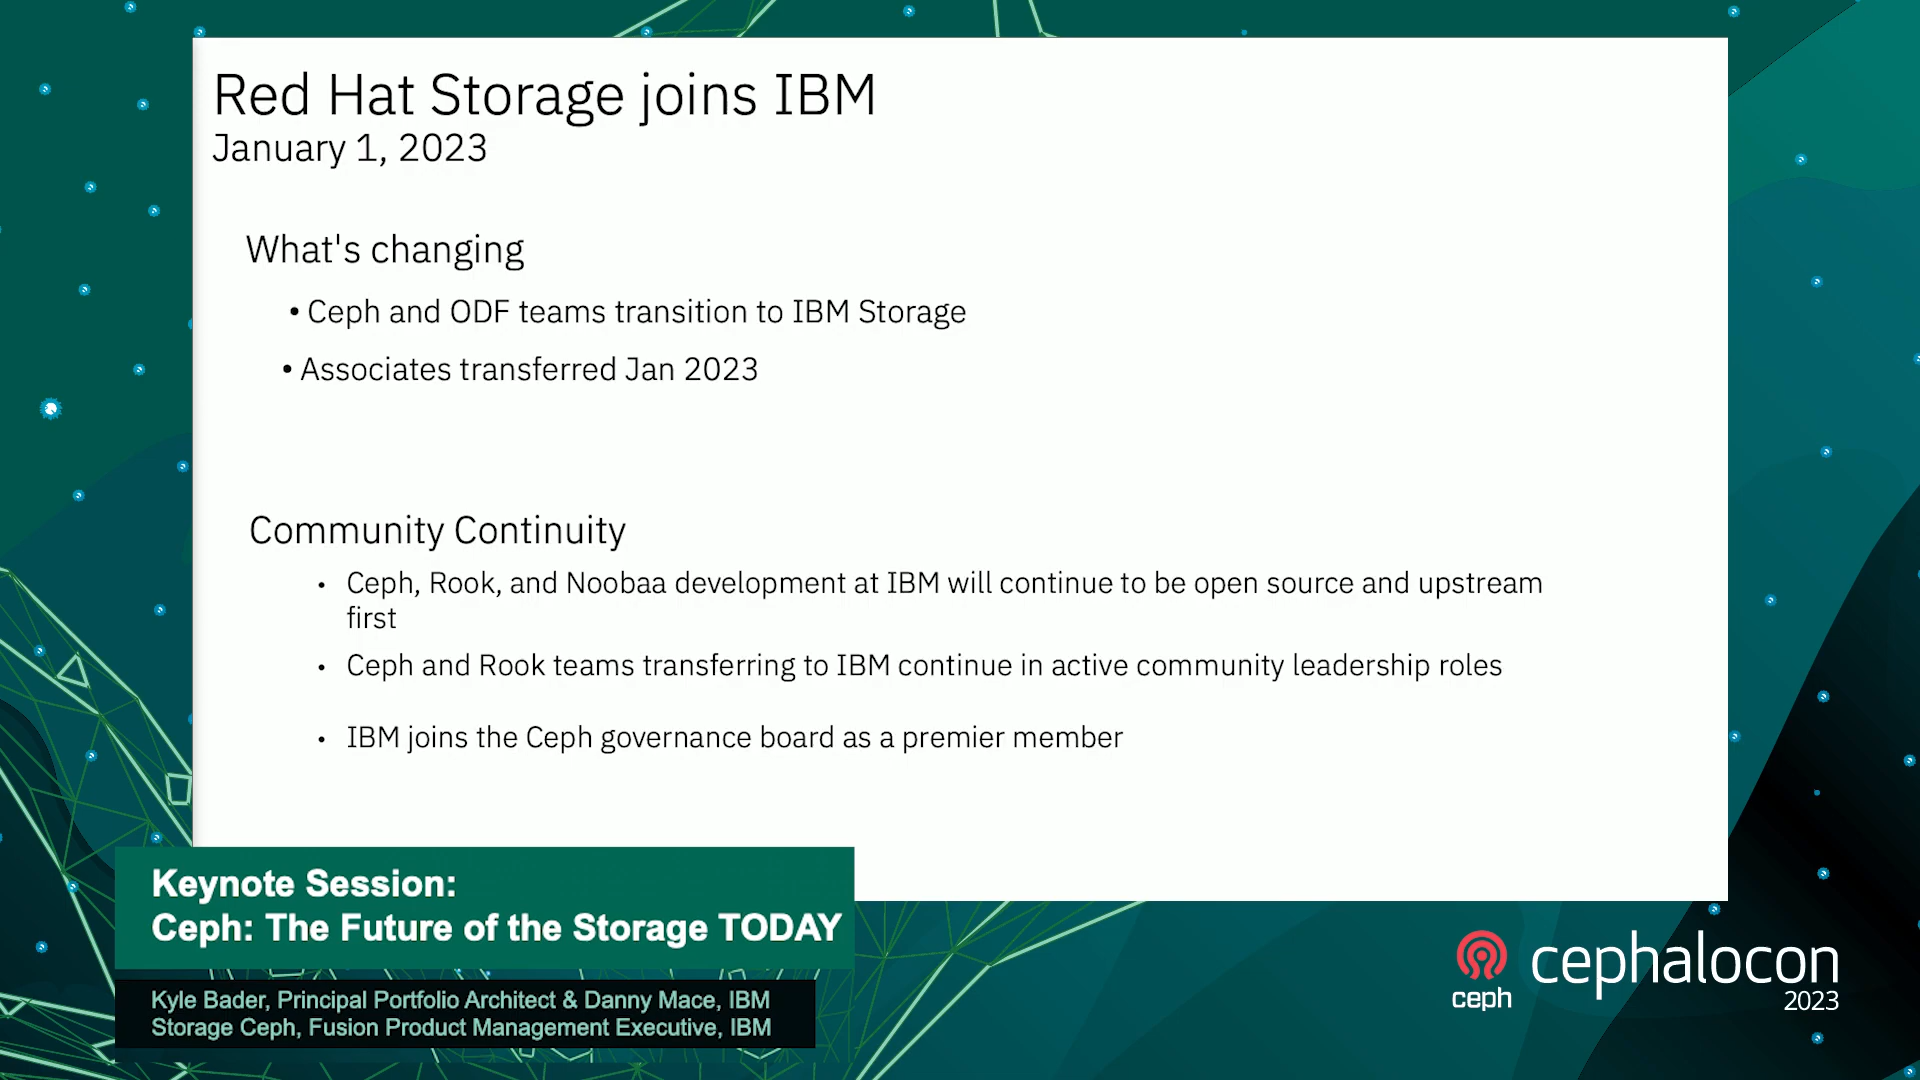 Red Hat Storage joins IBM
January 1, 2023
What's changing
• Ceph and ODF teams transition to IBM Storage
• Associates transferred Jan 2023
Community Continuity
• Ceph, Rook, and Noobaa development at IBM will continue to be open source and upstream
first
• Ceph and Rook teams transferring to IBM continue in active community leadership roles
• IBM joins the Ceph governance board as a premier member
Keynote Session:
Ceph: The Future of the Storage TODAY
Kyle Bader, Principal Portfolio Architect & Danny Mace, IBM
Storage Ceph, Fusion Product Management Executive, IBM
ceph
cephalocon
2023